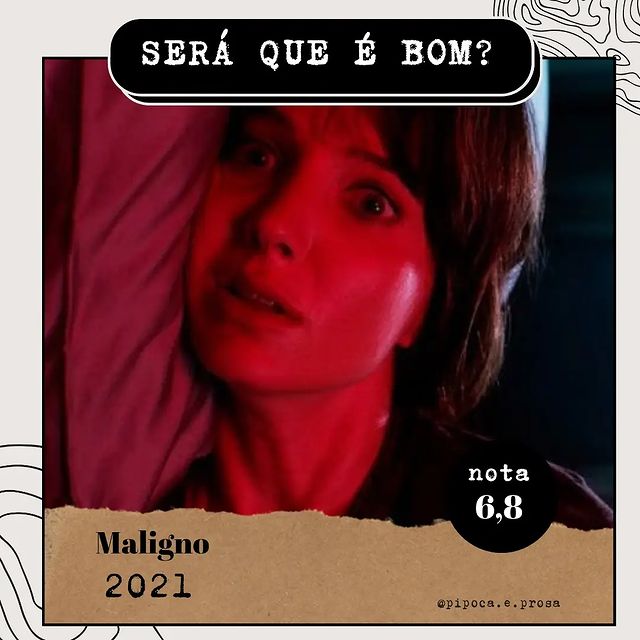 SERÁ QUE É BOM?
nota
6,8
Maligno
2021
@pipoca.e.prosa